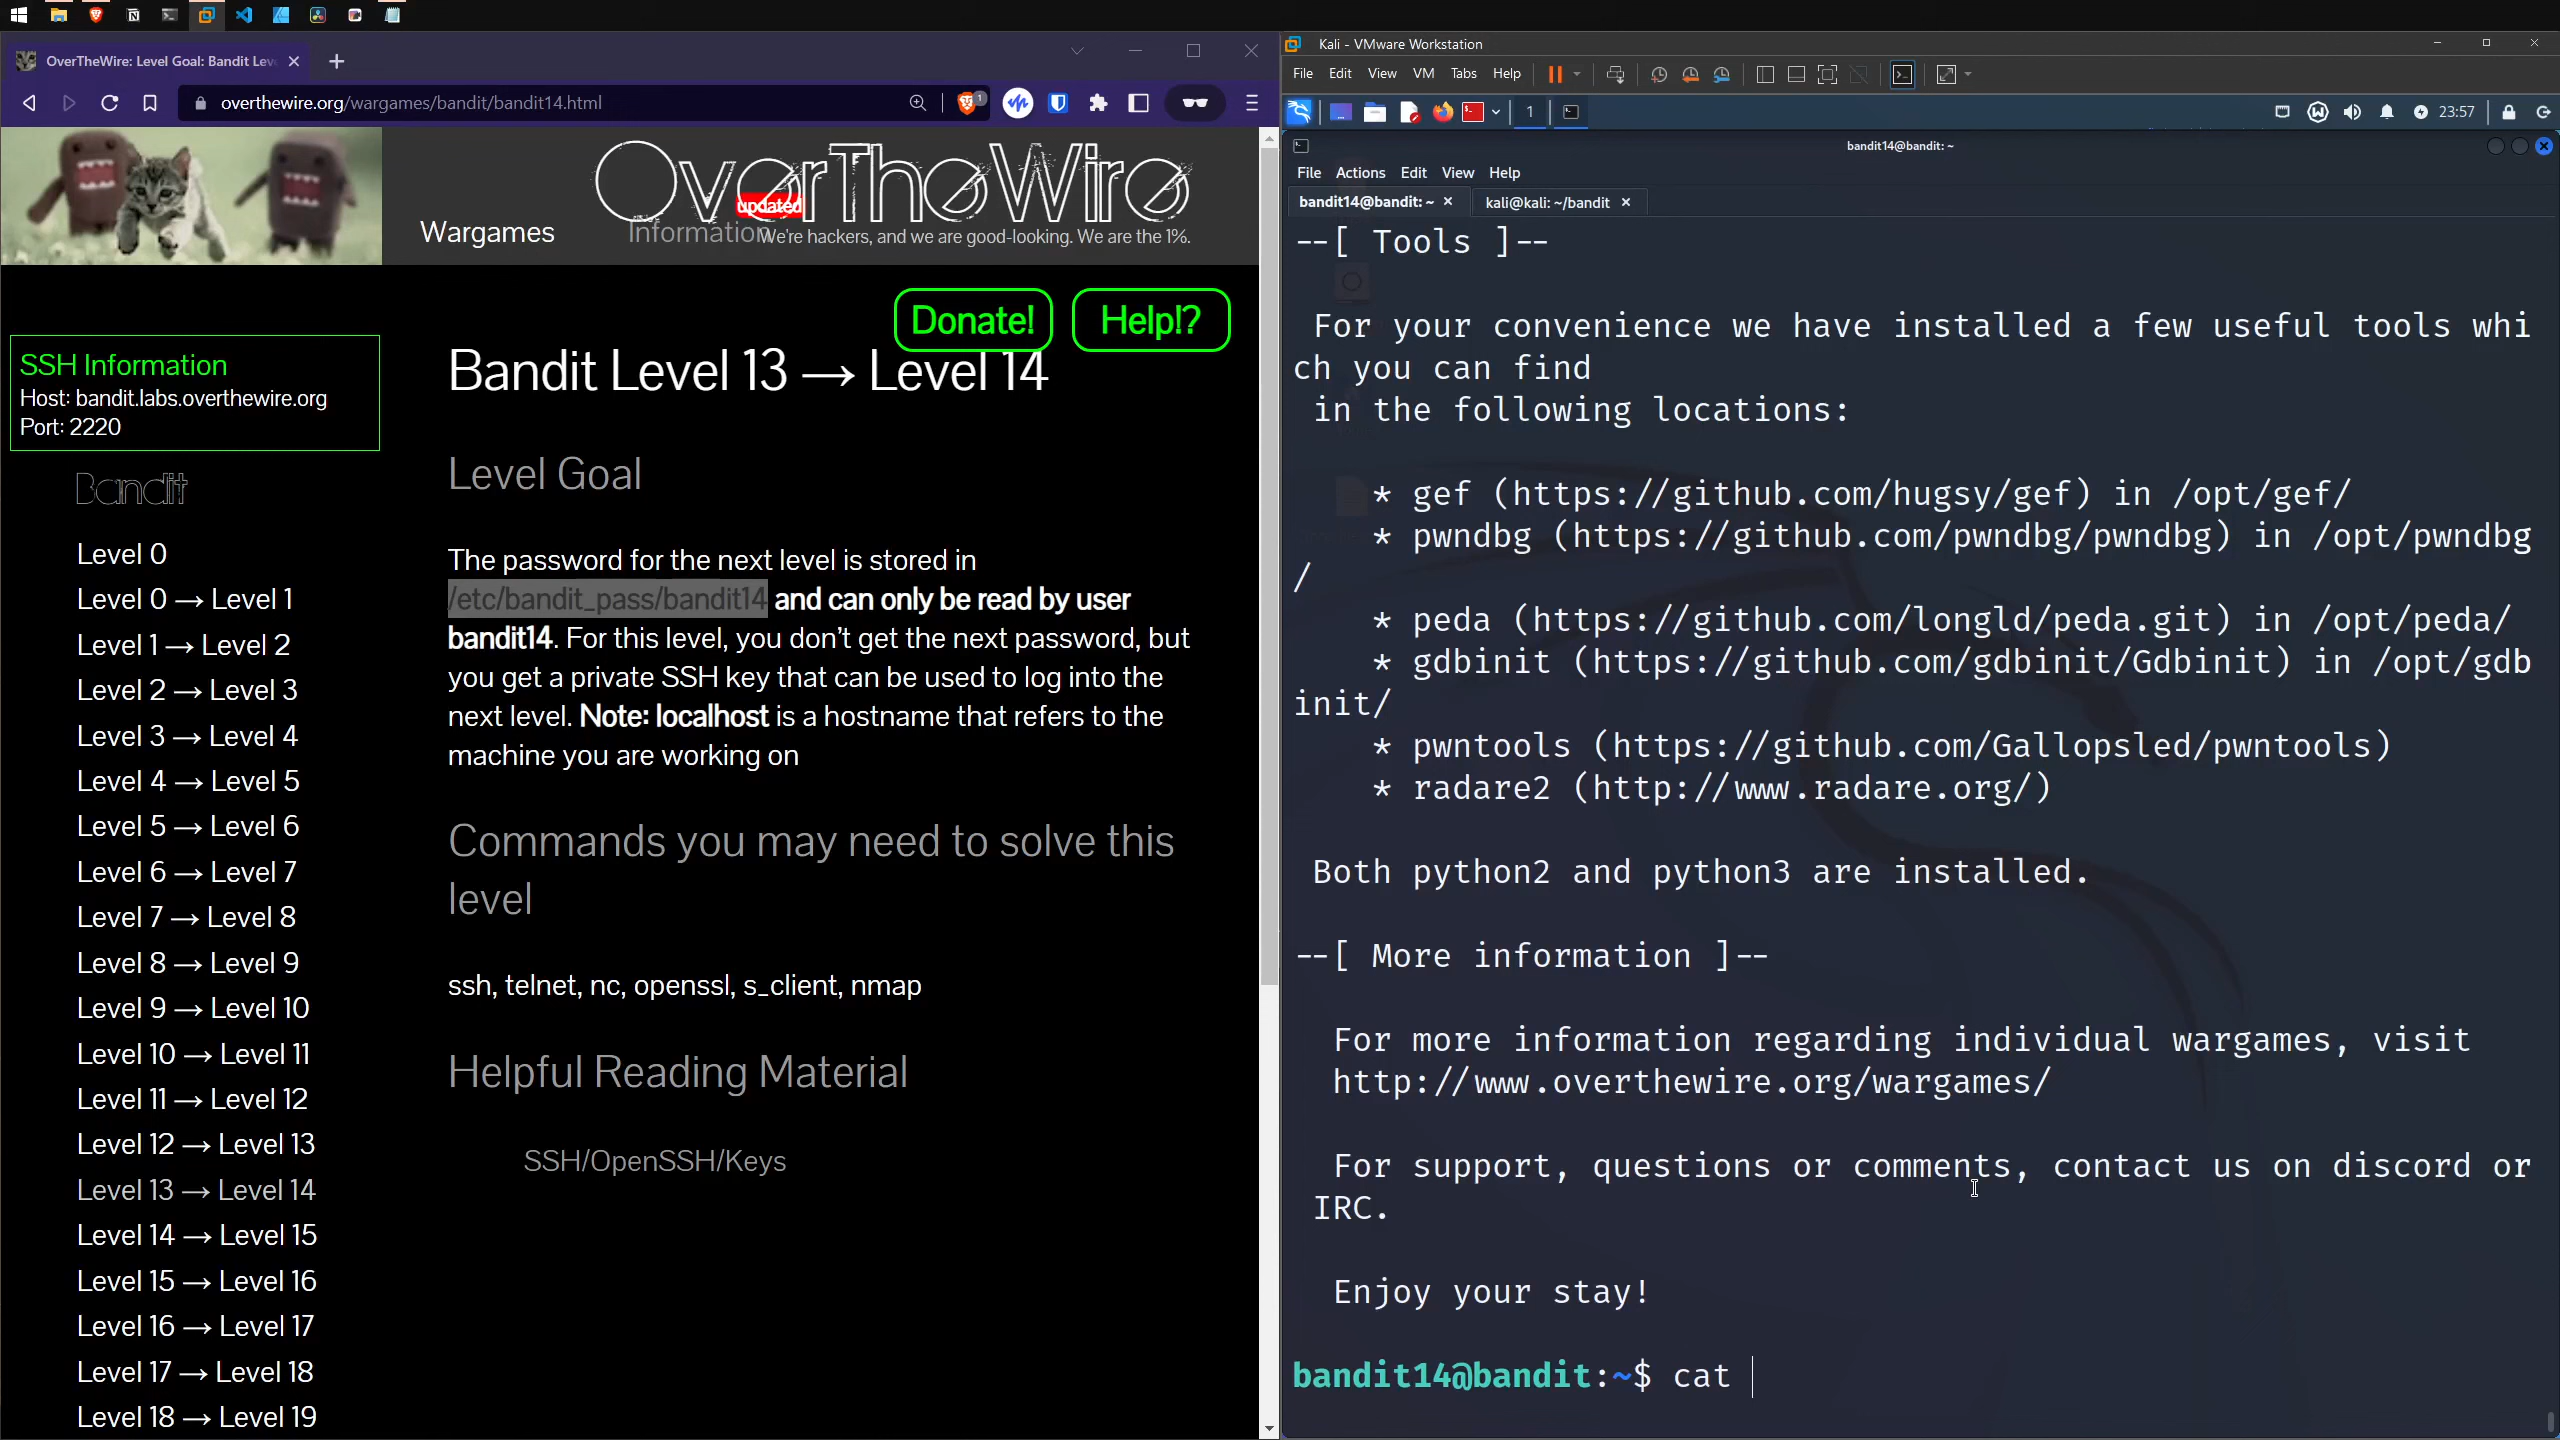 OverTheWire: Level Goal: Bandit Lev
overthewire.org/wargames/bandit/bandit14.html
1
Wargames
Information
updated
OverTheWire
We're hackers, and we are good-looking. We are the 1%.
Donate!
Help!?
SSH Information
Host: bandit.labs.overthewire.org
Port: 2220
Bandit
Level 0
Level 0 → Level 1
Level 1 → Level 2
Level 2 → Level 3
Level 3 → Level 4
Level 4 → Level 5
Level 5 → Level 6
Level 6 → Level 7
Level 7 → Level 8
Level 8 → Level 9
Level 9 → Level 10
Level 10 → Level 11
Level 11 → Level 12
Level 12 → Level 13
Level 13 → Level 14
Level 14 → Level 15
Level 15 → Level 16
Level 16 → Level 17
Level 17 → Level 18
Level 18 → Level 19
Bandit Level 13 → Level 14
Level Goal
The password for the next level is stored in
/etc/bandit_pass/bandit14 and can only be read by user
bandit14. For this level, you don't get the next password, but
you get a private SSH key that can be used to log into the
next level. Note: localhost is a hostname that refers to the
machine you are working on
Commands you may need to solve this
level
ssh, telnet, nc, openssl, s_client, nmap
Helpful Reading Material
SSH/OpenSSH/Keys
Kali - VMware Workstation
File Edit View VM Tabs Help
1
23:57
bandit14@bandit: ~
File Actions Edit View Help
bandit14@bandit: ~
kali@kali: ~/bandit
--[ Tools ]--
For your convenience we have installed a few useful tools whi
ch you can find
in the following locations:
* gef (https://github.com/hugsy/gef) in /opt/gef/
* pwndbg (https://github.com/pwndbg/pwndbg) in /opt/pwndbg
/
* peda (https://github.com/longld/peda.git) in /opt/peda/
* gdbinit (https://github.com/gdbinit/Gdbinit) in /opt/gdb
init/
* pwntools (https://github.com/Gallopsled/pwntools)
* radare2 (http://www.radare.org/)
Both python2 and python3 are installed.
--[ More information ]--
For more information regarding individual wargames, visit
http://www.overthewire.org/wargames/
For support, questions or comments, contact us on discord or
IRC.
Enjoy your stay!
bandit14@bandit:~$ cat